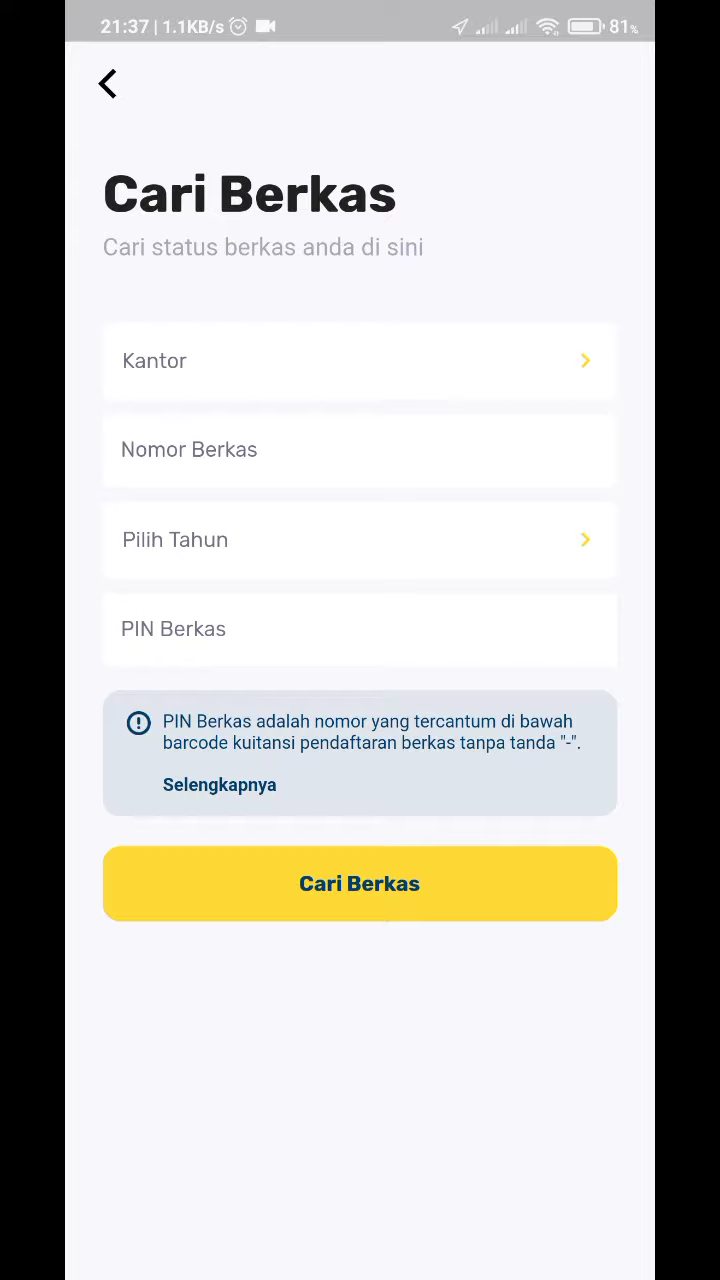 21:37 | 1.1KB/s 81%
Cari Berkas
Cari status berkas anda di sini
Kantor
Nomor Berkas
Pilih Tahun
PIN Berkas
PIN Berkas adalah nomor yang tercantum di bawah
barcode kuitansi pendaftaran berkas tanpa tanda "-".
Selengkapnya
Cari Berkas